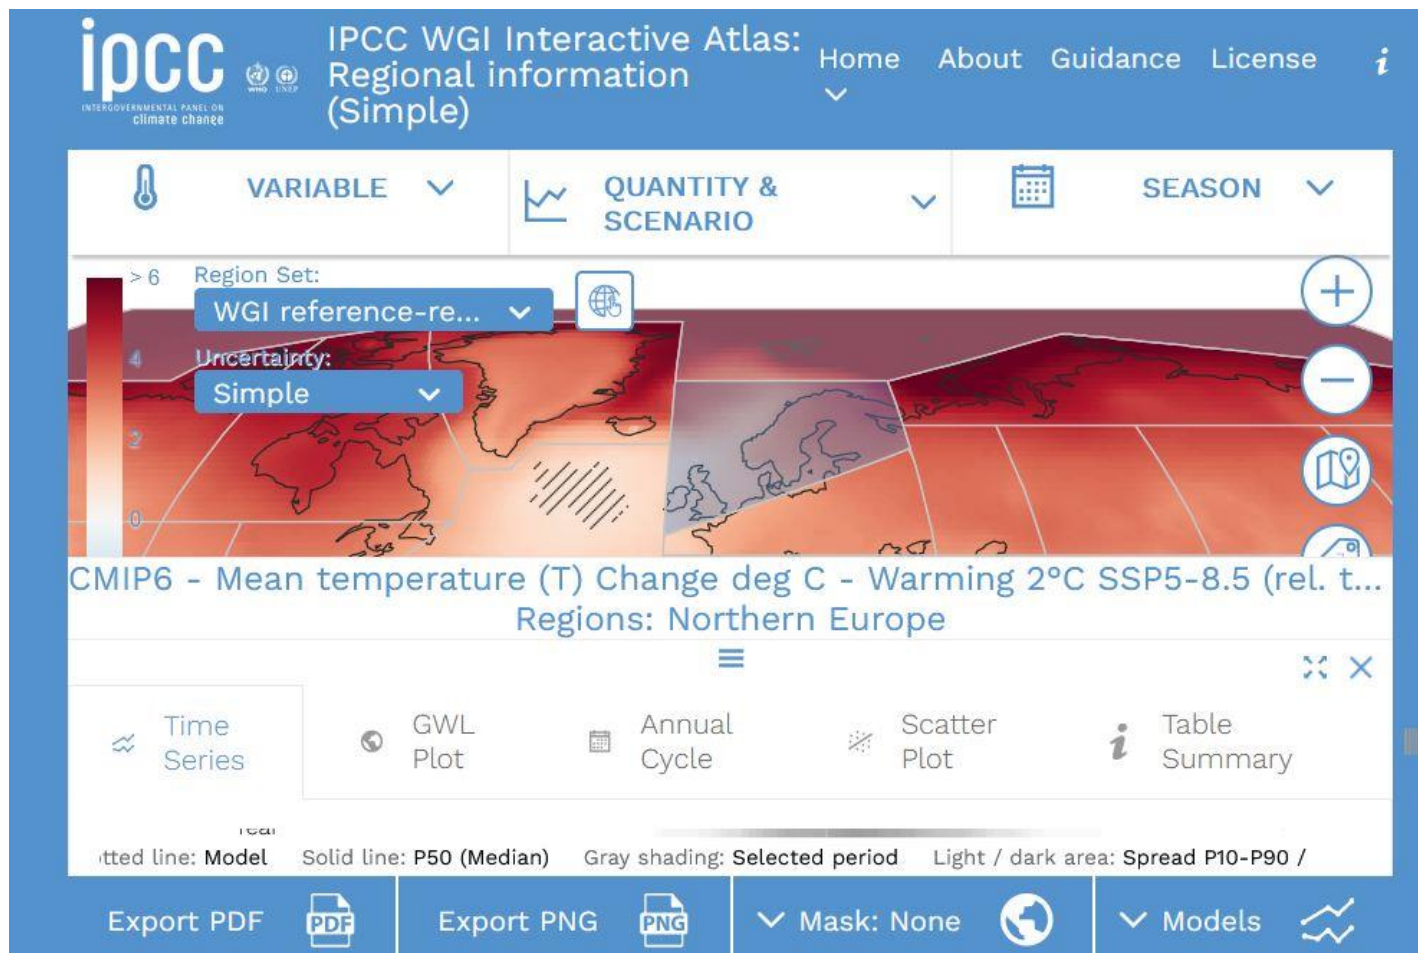 ipcc
INTERGOVERNMENTAL PANEL ON
climate change
WHO UNEP
IPCC WGI Interactive Atlas:
Regional information
(Simple)
Home About Guidance License i
VARIABLE
QUANTITY &
SCENARIO
SEASON
> 6
4
2
0
Region Set:
WGI reference-re...
Uncertainty:
Simple
CMIP6 - Mean temperature (T) Change deg C - Warming 2°C SSP5-8.5 (rel. t...
Regions: Northern Europe
Time
Series
GWL
Plot
Annual
Cycle
Scatter
Plot
i
Table
Summary
Year
tted line: Model Solid line: P50 (Median) Gray shading: Selected period Light / dark area: Spread P10-P90 /
Export PDF PDF
Export PNG PNG
Mask: None
Models